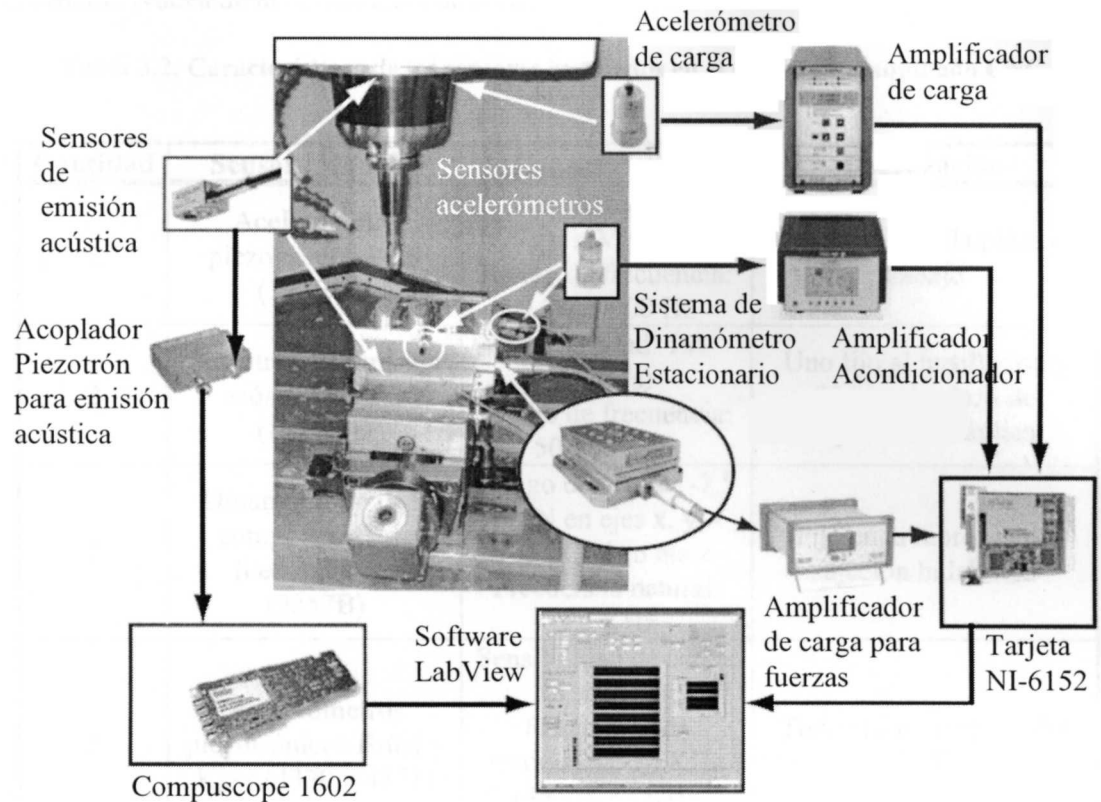 Acelerómetro
de carga
Amplificador
de carga
Sensores
de
emisión
acústica
Sensores
acelerómetros
Acoplador
Piezotrón
para emisión
acústica
Sistema de
Dinamómetro
Estacionario
Amplificador
Acondicionador
Amplificador
de carga para
fuerzas
Tarjeta
NI-6152
Software
LabView
Compuscope 1602